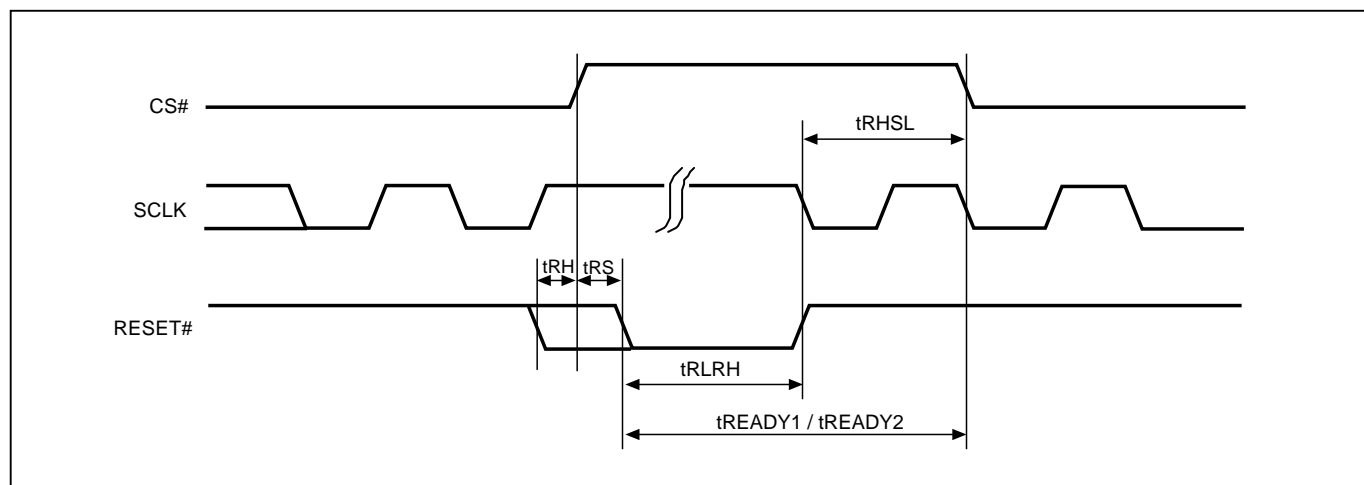 CS#
tRHSL
SCLK
tRH tRS
RESET#
tRLRH
tREADY1 / tREADY2